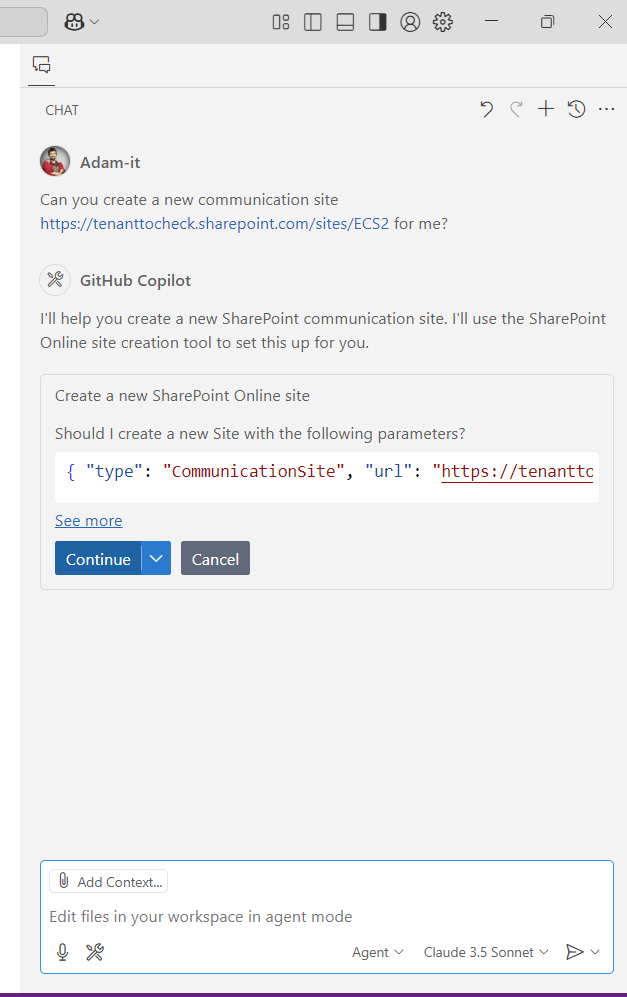 CHAT
Adam-it
Can you create a new communication site
https://tenanttocheck.sharepoint.com/sites/ECS2 for me?
GitHub Copilot
I'll help you create a new SharePoint communication site. I'll use the SharePoint
Online site creation tool to set this up for you.
Create a new SharePoint Online site
Should I create a new Site with the following parameters?
{ "type": "CommunicationSite", "url": "https://tenanttc
See more
Continue
Cancel
Add Context...
Edit files in your workspace in agent mode
Agent
Claude 3.5 Sonnet